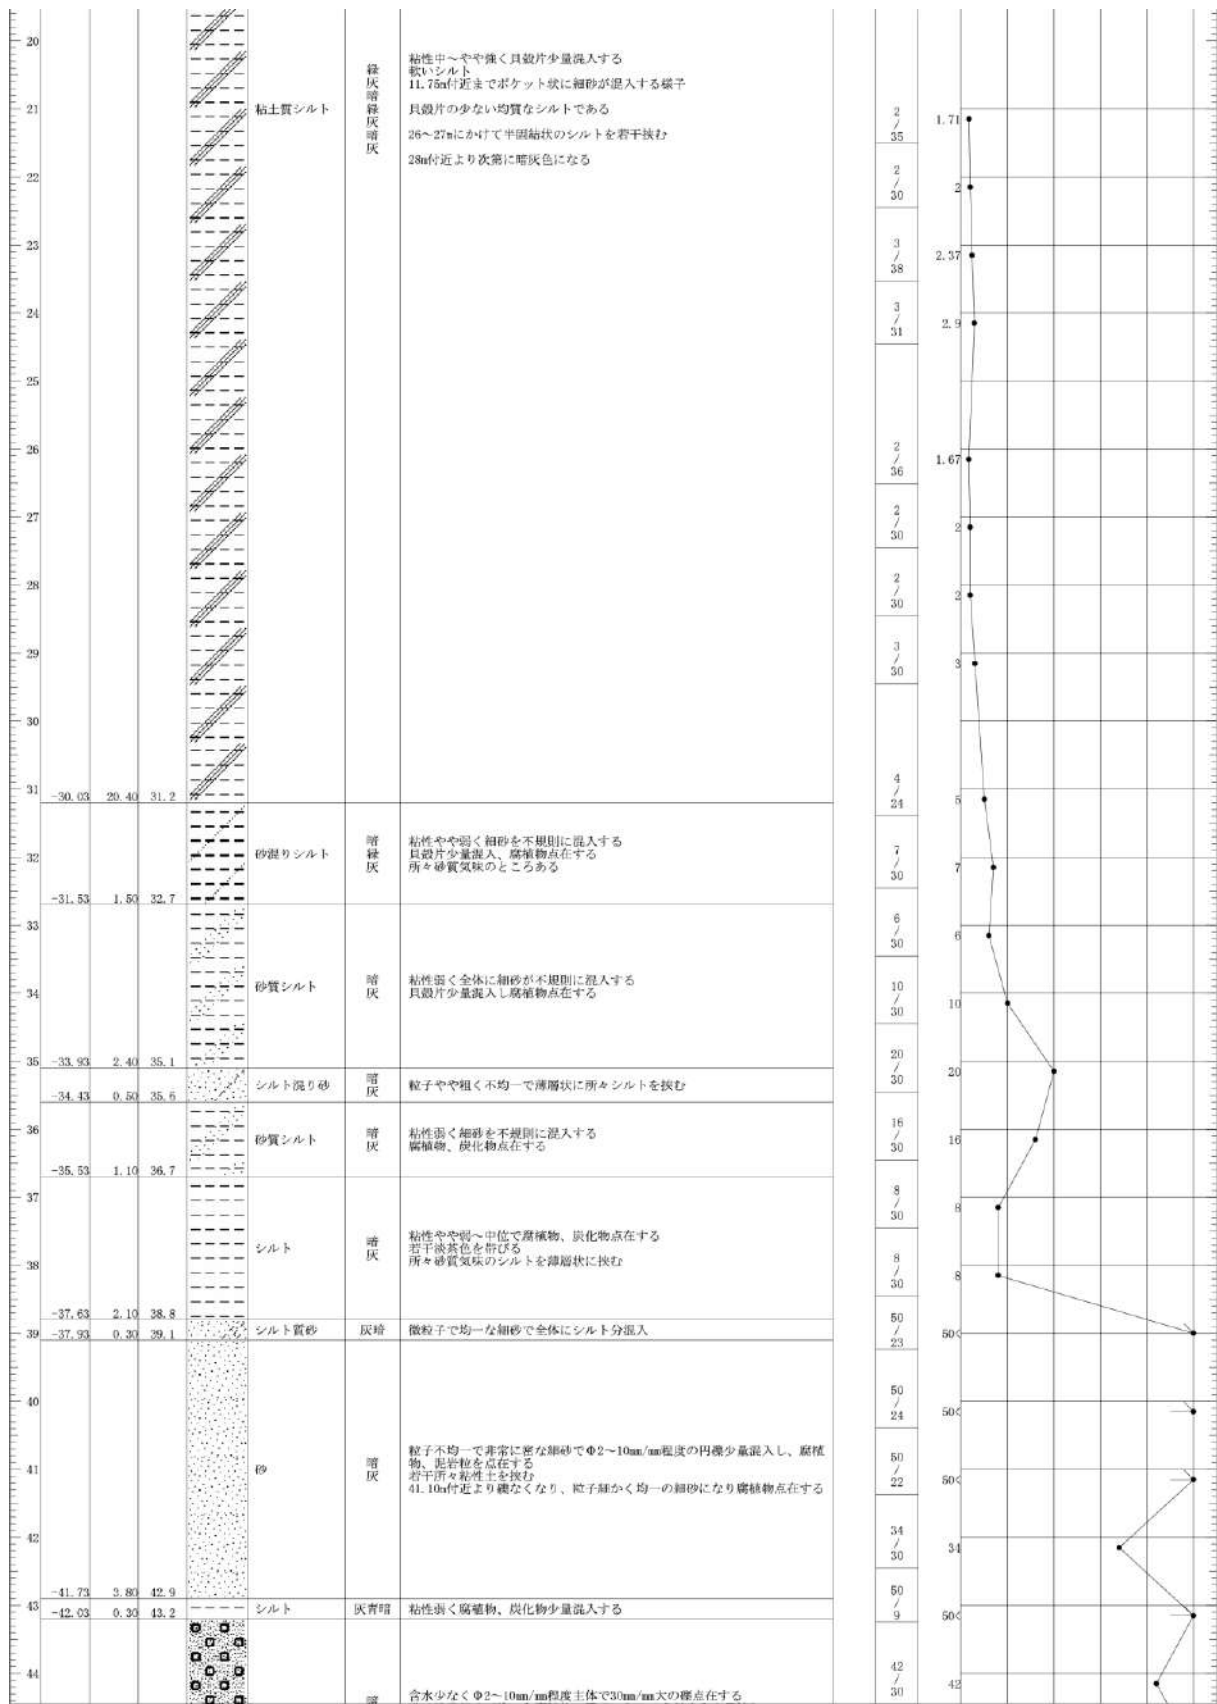 20
粘性中～やや強く貝殻片少量混入する
軟いシルト
11.75m付近までポケット状に細砂が混入する様子
緑灰暗緑灰暗灰
21
粘土質シルト
貝殻片の少ない均質なシルトである
2/35
1.71
26～27mにかけて半固結状のシルトを若干挟む
28m付近より次第に暗灰色になる
22
2/30
2
23
3/38
2.37
24
3/31
2.9
25
26
2/36
1.67
27
2/30
2
28
2/30
2
29
3/30
3
30
31
-30.03 29.40 31.2
4/24
5
32
砂混りシルト
暗緑灰
粘性やや弱く細砂を不規則に混入する
貝殻片少量混入、腐植物点在する
所々砂質気味のところある
7/30
7
-31.53 1.50 32.7
33
6/30
6
34
砂質シルト
暗灰
粘性弱く全体に細砂が不規則に混入する
貝殻片少量混入し腐植物点在する
10/30
10
35
-33.93 2.40 35.1
20/30
20
シルト混り砂
暗灰
粒子やや粗く不均一で薄層状に所々シルトを挟む
-34.43 0.50 35.6
36
砂質シルト
暗灰
粘性弱く細砂を不規則に混入する
腐植物、炭化物点在する
16/30
16
-35.53 1.10 36.7
37
8/30
8
38
シルト
暗灰
粘性やや弱～中位で腐植物、炭化物点在する
若干淡茶色を帯びる
所々砂質気味のシルトを薄層状に挟む
8/30
8
-37.63 2.10 38.8
39
-37.93 0.30 39.1
シルト質砂
灰暗
微粒子で均一な細砂で全体にシルト分混入
50/23
50<
40
50/24
50<
41
砂
暗灰
粒子不均一で非常に密な細砂でΦ2～10mm/mm程度の円礫少量混入し、腐植
物、泥岩粒を点在する
若干所々粘性土を挟む
41.10m付近より礫なくなり、粒子細かく均一の細砂になり腐植物点在する
50/22
50<
42
34/30
34
-41.73 3.80 42.9
43
-42.03 0.30 43.2
シルト
灰青暗
粘性弱く腐植物、炭化物少量混入する
50/9
50<
44
暗
含水少なくΦ2～10mm/mm程度主体で30mm/mm大の礫点在する
42/30
42